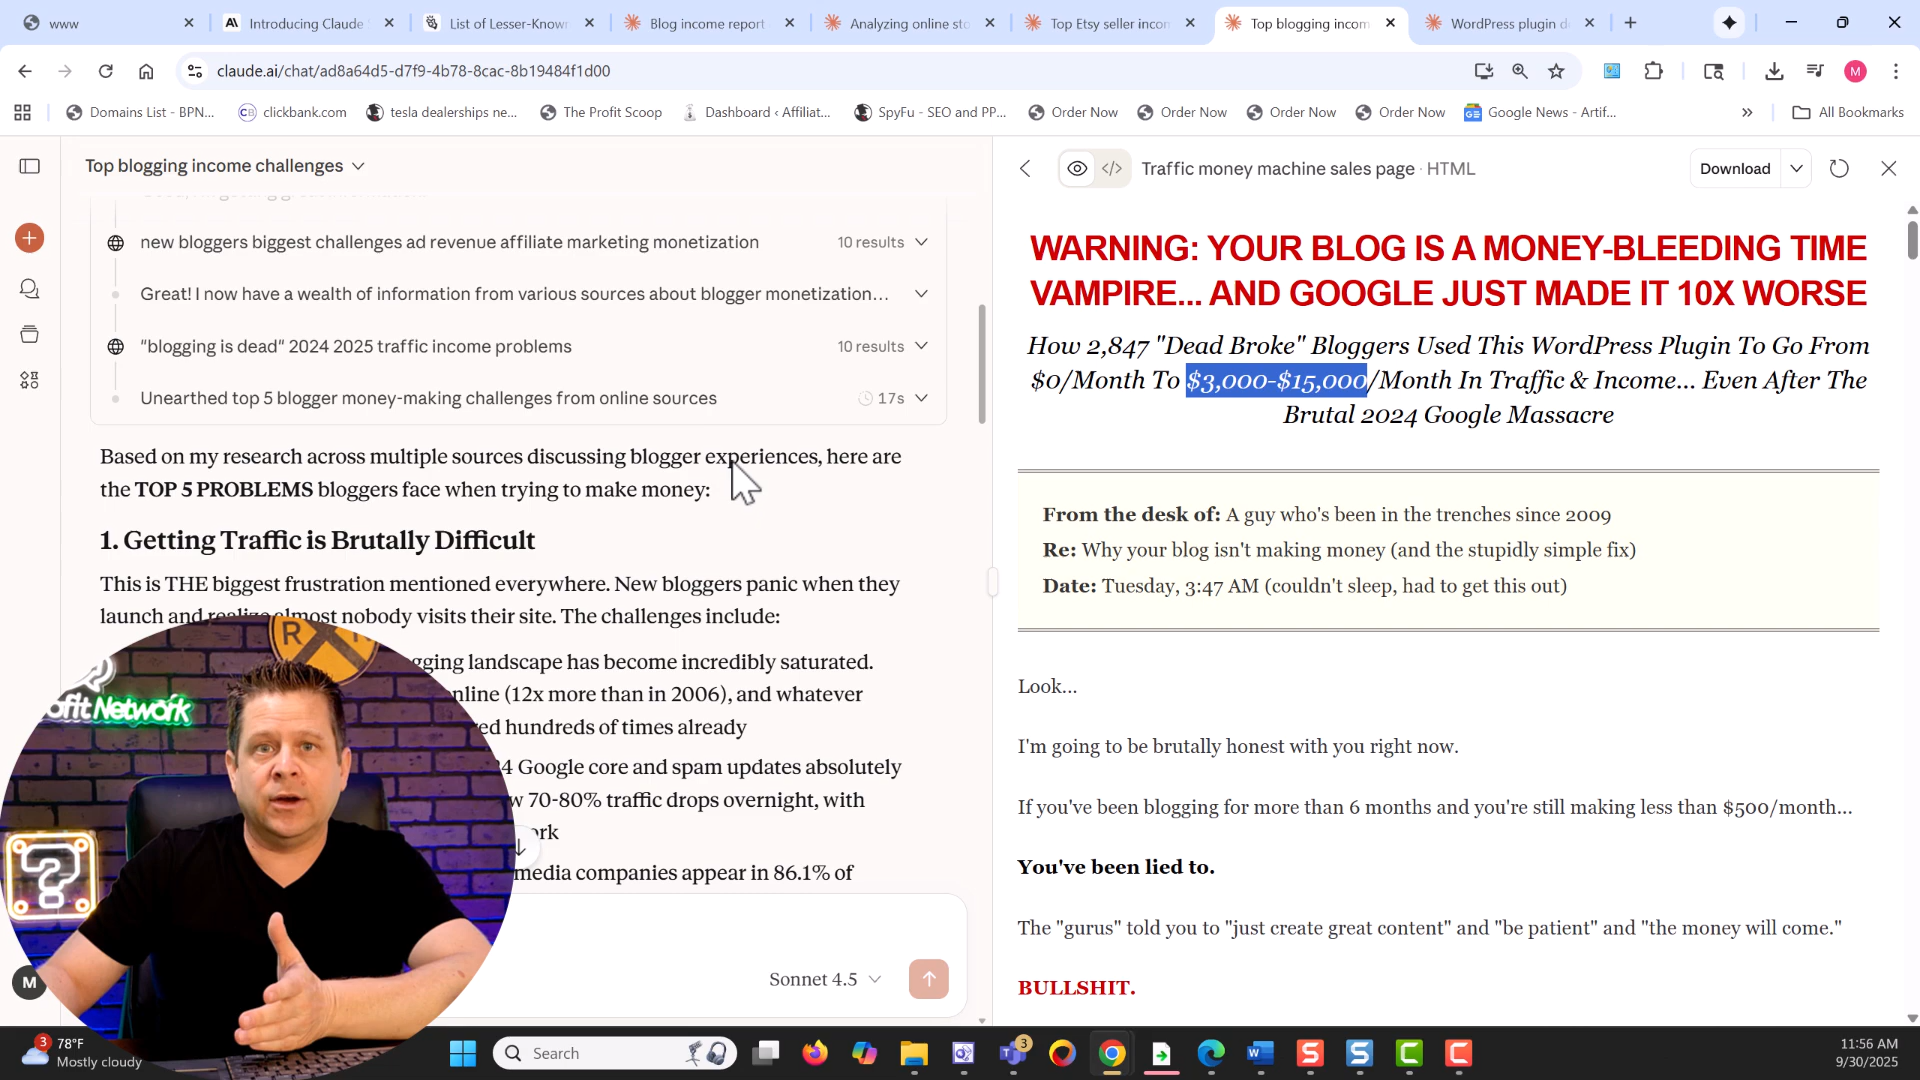 www
Introducing Claude
List of Lesser-Know
Blog income report
Analyzing online sto
Top Etsy seller incom
Top blogging incom
WordPress plugin d
claude.ai/chat/ad8a64d5-d7f9-4b78-8cac-8b19484f1d00
M
Domains List - BPN...
CB clickbank.com
tesla dealerships ne...
The Profit Scoop
Dashboard ‹ Affiliat...
SpyFu - SEO and PP...
Order Now
Order Now
Order Now
Order Now
Google News - Artif...
All Bookmarks
Top blogging income challenges
new bloggers biggest challenges ad revenue affiliate marketing monetization 10 results
Great! I now have a wealth of information from various sources about blogger monetization...
"blogging is dead" 2024 2025 traffic income problems 10 results
Unearthed top 5 blogger money-making challenges from online sources 17s
Based on my research across multiple sources discussing blogger experiences, here are
the TOP 5 PROBLEMS bloggers face when trying to make money:
1. Getting Traffic is Brutally Difficult
This is THE biggest frustration mentioned everywhere. New bloggers panic when they
launch and realize almost nobody visits their site. The challenges include:
gging landscape has become incredibly saturated.
nline (12x more than in 2006), and whatever
ed hundreds of times already
24 Google core and spam updates absolutely
w 70-80% traffic drops overnight, with
ork
media companies appear in 86.1% of
Sonnet 4.5
M
R
ofitNetwork
?
Traffic money machine sales page · HTML
Download
WARNING: YOUR BLOG IS A MONEY-BLEEDING TIME
VAMPIRE... AND GOOGLE JUST MADE IT 10X WORSE
How 2,847 "Dead Broke" Bloggers Used This WordPress Plugin To Go From
$0/Month To $3,000-$15,000/Month In Traffic & Income... Even After The
Brutal 2024 Google Massacre
From the desk of: A guy who's been in the trenches since 2009
Re: Why your blog isn't making money (and the stupidly simple fix)
Date: Tuesday, 3:47 AM (couldn't sleep, had to get this out)
Look...
I'm going to be brutally honest with you right now.
If you've been blogging for more than 6 months and you're still making less than $500/month...
You've been lied to.
The "gurus" told you to "just create great content" and "be patient" and "the money will come."
BULLSHIT.
3
78°F
Mostly cloudy
Search
3
11:56 AM
9/30/2025